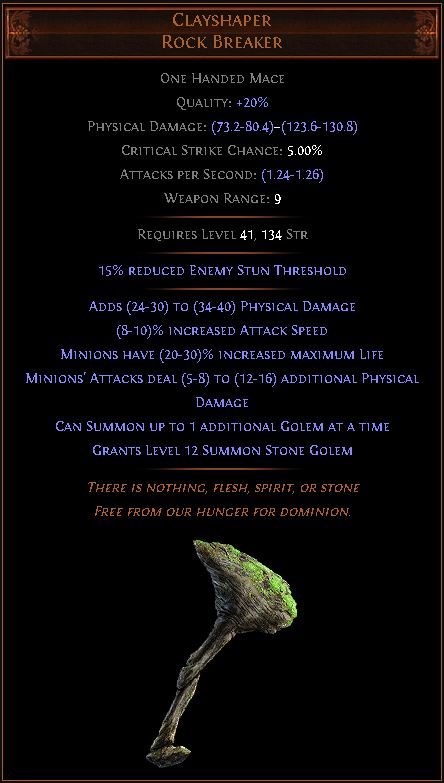 Clayshaper
Rock Breaker
One Handed Mace
Quality: +20%
Physical Damage: (73.2-80.4)–(123.6-130.8)
Critical Strike Chance: 5.00%
Attacks per Second: (1.24-1.26)
Weapon Range: 9
Requires Level 41, 134 Str
15% reduced Enemy Stun Threshold
Adds (24-30) to (34-40) Physical Damage
(8-10)% increased Attack Speed
Minions have (20-30)% increased maximum Life
Minions' Attacks deal (5-8) to (12-16) additional Physical
Damage
Can Summon up to 1 additional Golem at a time
Grants Level 12 Summon Stone Golem
There is nothing, flesh, spirit, or stone
Free from our hunger for dominion.